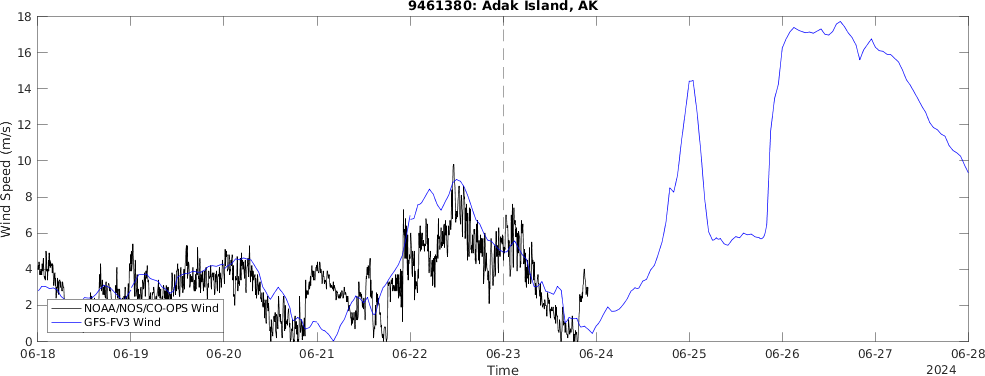 9461380: Adak Island, AK
Wind Speed (m/s)
18
16
14
12
10
8
6
4
2
0
NOAA/NOS/CO-OPS Wind
GFS-FV3 Wind
06-18 06-19 06-20 06-21 06-22 06-23 06-24 06-25 06-26 06-27 06-28
Time
2024